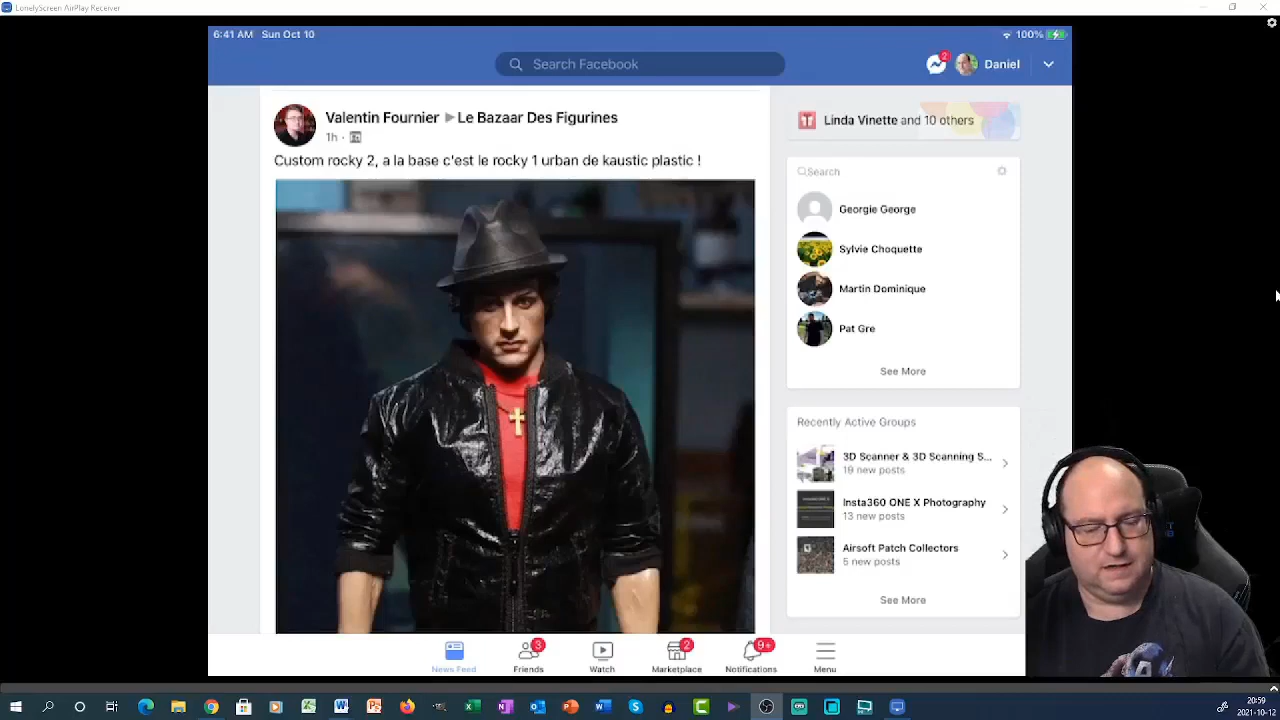 LonelyScreen AirPlay Receiver
6:41 AM Sun Oct 10
100%
Search Facebook
2
Daniel
Valentin Fournier ▶ Le Bazaar Des Figurines
1h ·
Custom rocky 2, a la base c'est le rocky 1 urban de kaustic plastic !
Linda Vinette and 10 others
Search
Georgie George
Sylvie Choquette
Martin Dominique
Pat Gre
See More
Recently Active Groups
3D Scanner & 3D Scanning S...
19 new posts
Insta360 ONE X Photography
13 new posts
Airsoft Patch Collectors
5 new posts
See More
3
2
9+
News Feed
Friends
Watch
Marketplace
Notifications
Menu
20:59
2021-10-12